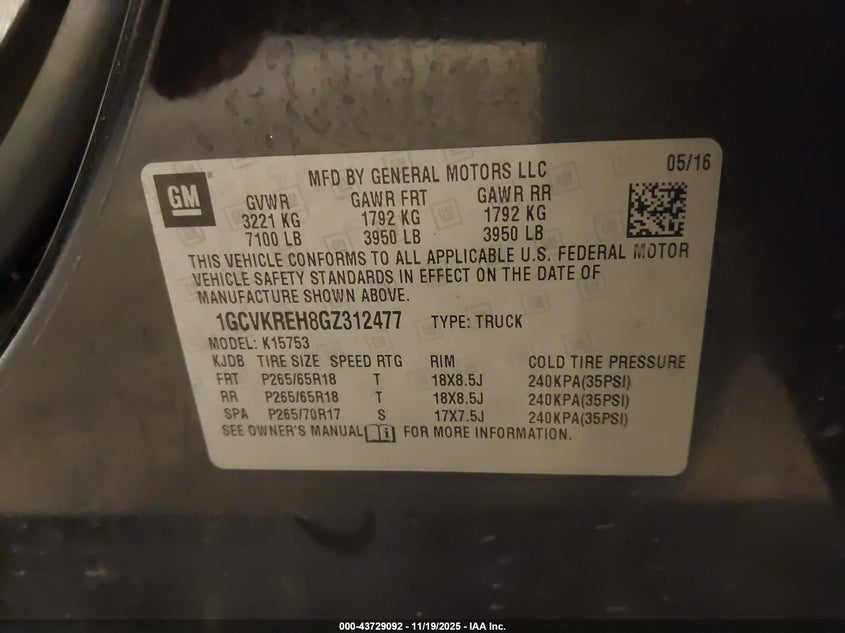 GM
MFD BY GENERAL MOTORS LLC
05/16
GVWR GAWR FRT GAWR RR
3221 KG 1792 KG 1792 KG
7100 LB 3950 LB 3950 LB
THIS VEHICLE CONFORMS TO ALL APPLICABLE U.S. FEDERAL MOTOR
VEHICLE SAFETY STANDARDS IN EFFECT ON THE DATE OF
MANUFACTURE SHOWN ABOVE.
1GCVKREH8GZ312477 TYPE: TRUCK
MODEL: K15753
KJDB TIRE SIZE SPEED RTG RIM COLD TIRE PRESSURE
FRT P265/65R18 T 18X8.5J 240KPA(35PSI)
RR P265/65R18 T 18X8.5J 240KPA(35PSI)
SPA P265/70R17 S 17X7.5J 240KPA(35PSI)
SEE OWNER'S MANUAL FOR MORE INFORMATION.
000-43729092 - 11/19/2025 - IAA Inc.